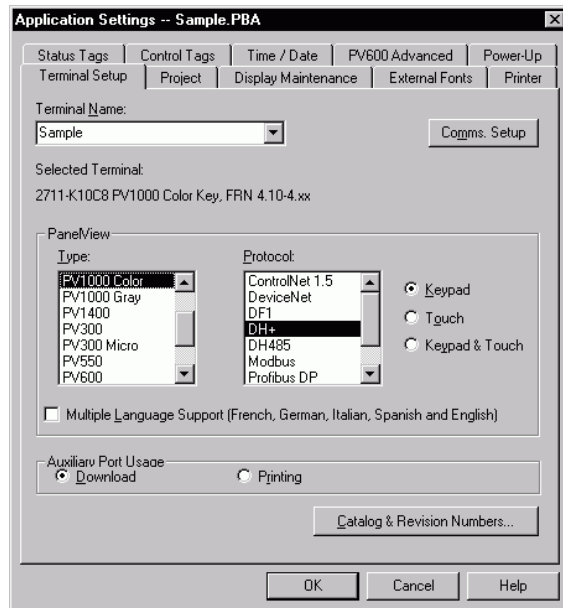 Application Settings -- Sample.PBA
Status Tags Control Tags Time / Date PV600 Advanced Power-Up
Terminal Setup Project Display Maintenance External Fonts Printer
Terminal Name:
Sample Comms. Setup
Selected Terminal:
2711-K10C8 PV1000 Color Key, FRN 4.10-4.xx
PanelView
Type: Protocol:
PV1000 Color ControlNet 1.5
PV1000 Gray DeviceNet Keypad
PV1400 DF1
PV300 DH+ Touch
PV300 Micro DH485 Keypad & Touch
PV550 Modbus
PV600 Profibus DP
Multiple Language Support (French, German, Italian, Spanish and English)
Auxiliary Port Usage
Download Printing
Catalog & Revision Numbers...
OK Cancel Help